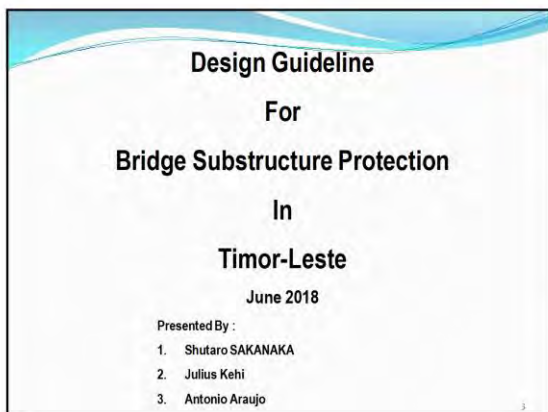 Design Guideline
For
Bridge Substructure Protection
In
Timor-Leste
June 2018
Presented By :
1. Shutaro SAKANAKA
2. Julius Kehi
3. Antonio Araujo
3